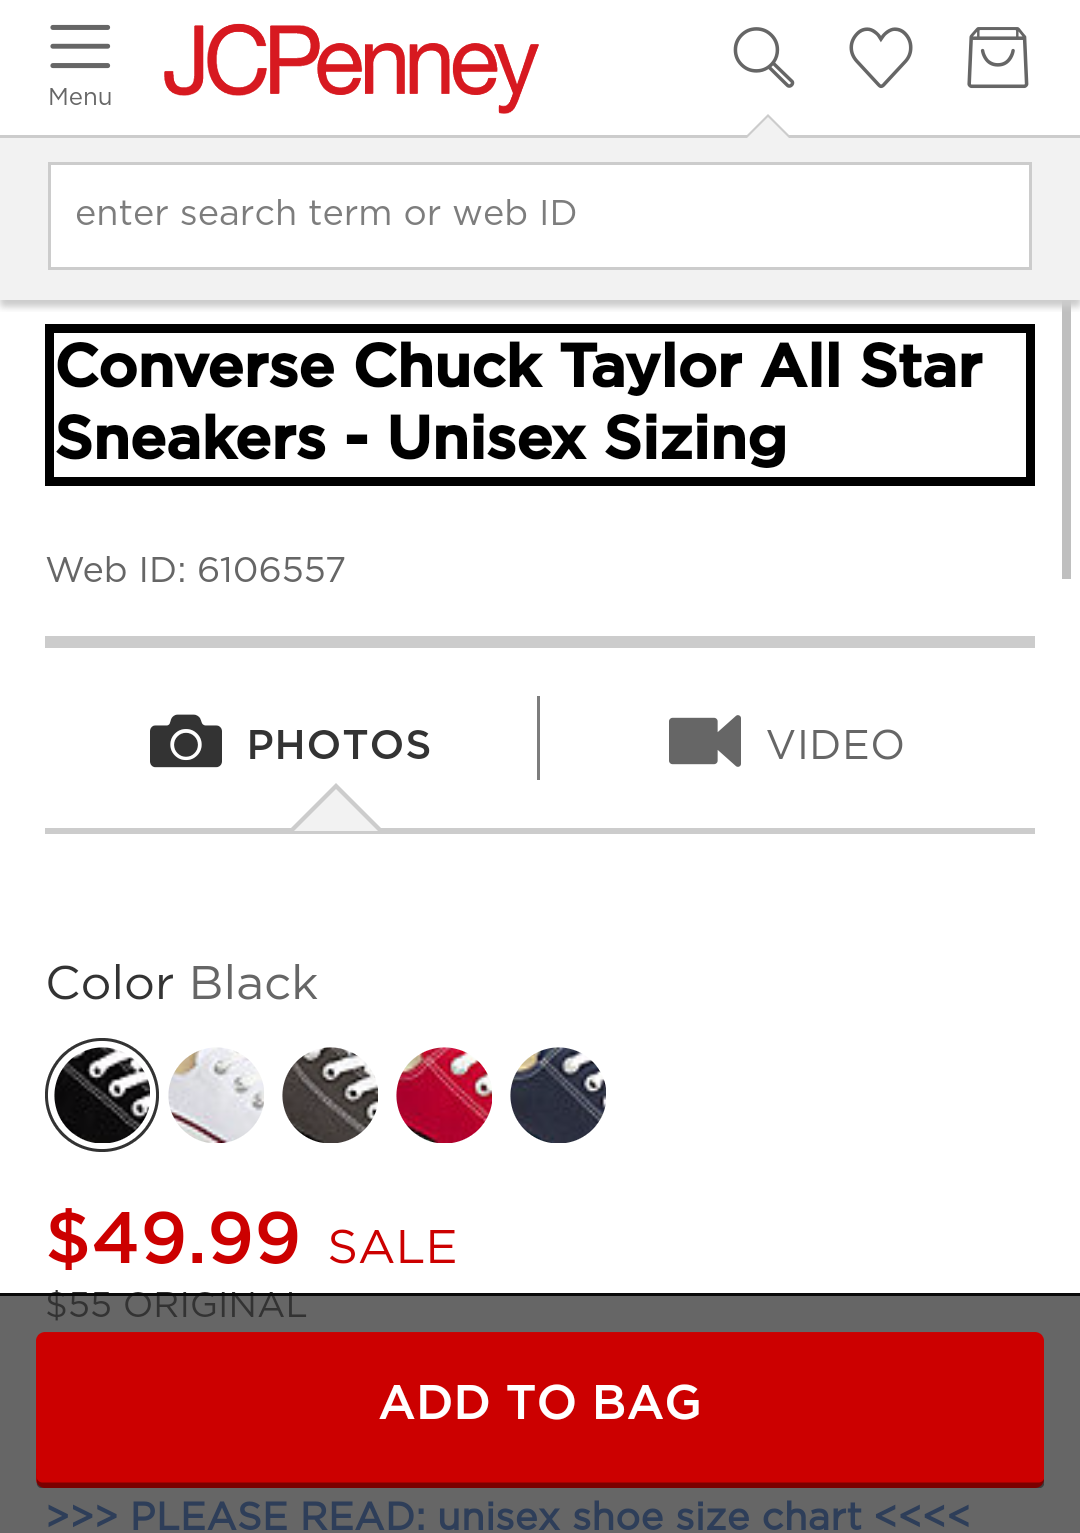 JCPenney
Menu
enter search term or web ID
Converse Chuck Taylor All Star
Sneakers - Unisex Sizing
Web ID: 6106557
PHOTOS
VIDEO
Color Black
$49.99 SALE
$55 ORIGINAL
ADD TO BAG
>>> PLEASE READ: unisex shoe size chart <<<<